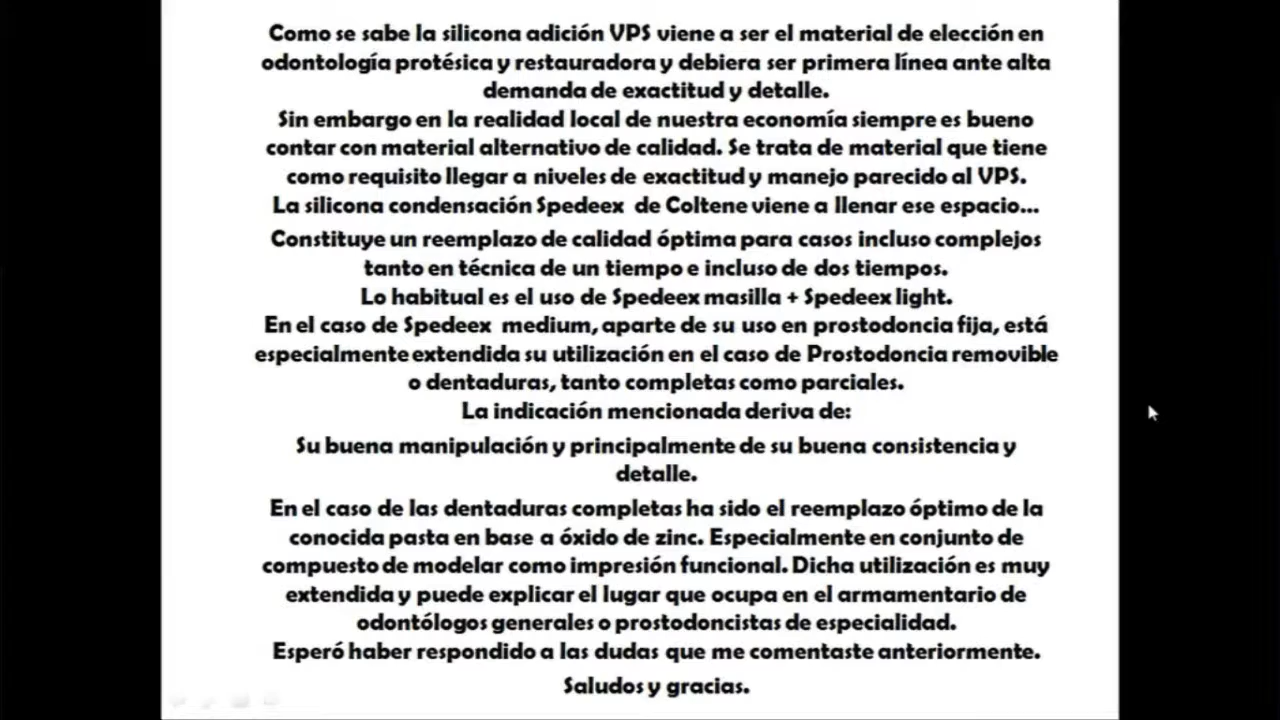 Como se sabe la silicona adición VPS viene a ser el material de elección en
odontología protésica y restauradora y debiera ser primera línea ante alta
demanda de exactitud y detalle.
Sin embargo en la realidad local de nuestra economía siempre es bueno
contar con material alternativo de calidad. Se trata de material que tiene
como requisito llegar a niveles de exactitud y manejo parecido al VPS.
La silicona condensación Spedeex de Coltene viene a llenar ese espacio...
Constituye un reemplazo de calidad óptima para casos incluso complejos
tanto en técnica de un tiempo e incluso de dos tiempos.
Lo habitual es el uso de Spedeex masilla + Spedeex light.
En el caso de Spedeex medium, aparte de su uso en prostodoncia fija, está
especialmente extendida su utilización en el caso de Prostodoncia removible
o dentaduras, tanto completas como parciales.
La indicación mencionada deriva de:
Su buena manipulación y principalmente de su buena consistencia y
detalle.
En el caso de las dentaduras completas ha sido el reemplazo óptimo de la
conocida pasta en base a óxido de zinc. Especialmente en conjunto de
compuesto de modelar como impresión funcional. Dicha utilización es muy
extendida y puede explicar el lugar que ocupa en el armamentario de
odontólogos generales o prostodoncistas de especialidad.
Esperó haber respondido a las dudas que me comentaste anteriormente.
Saludos y gracias.